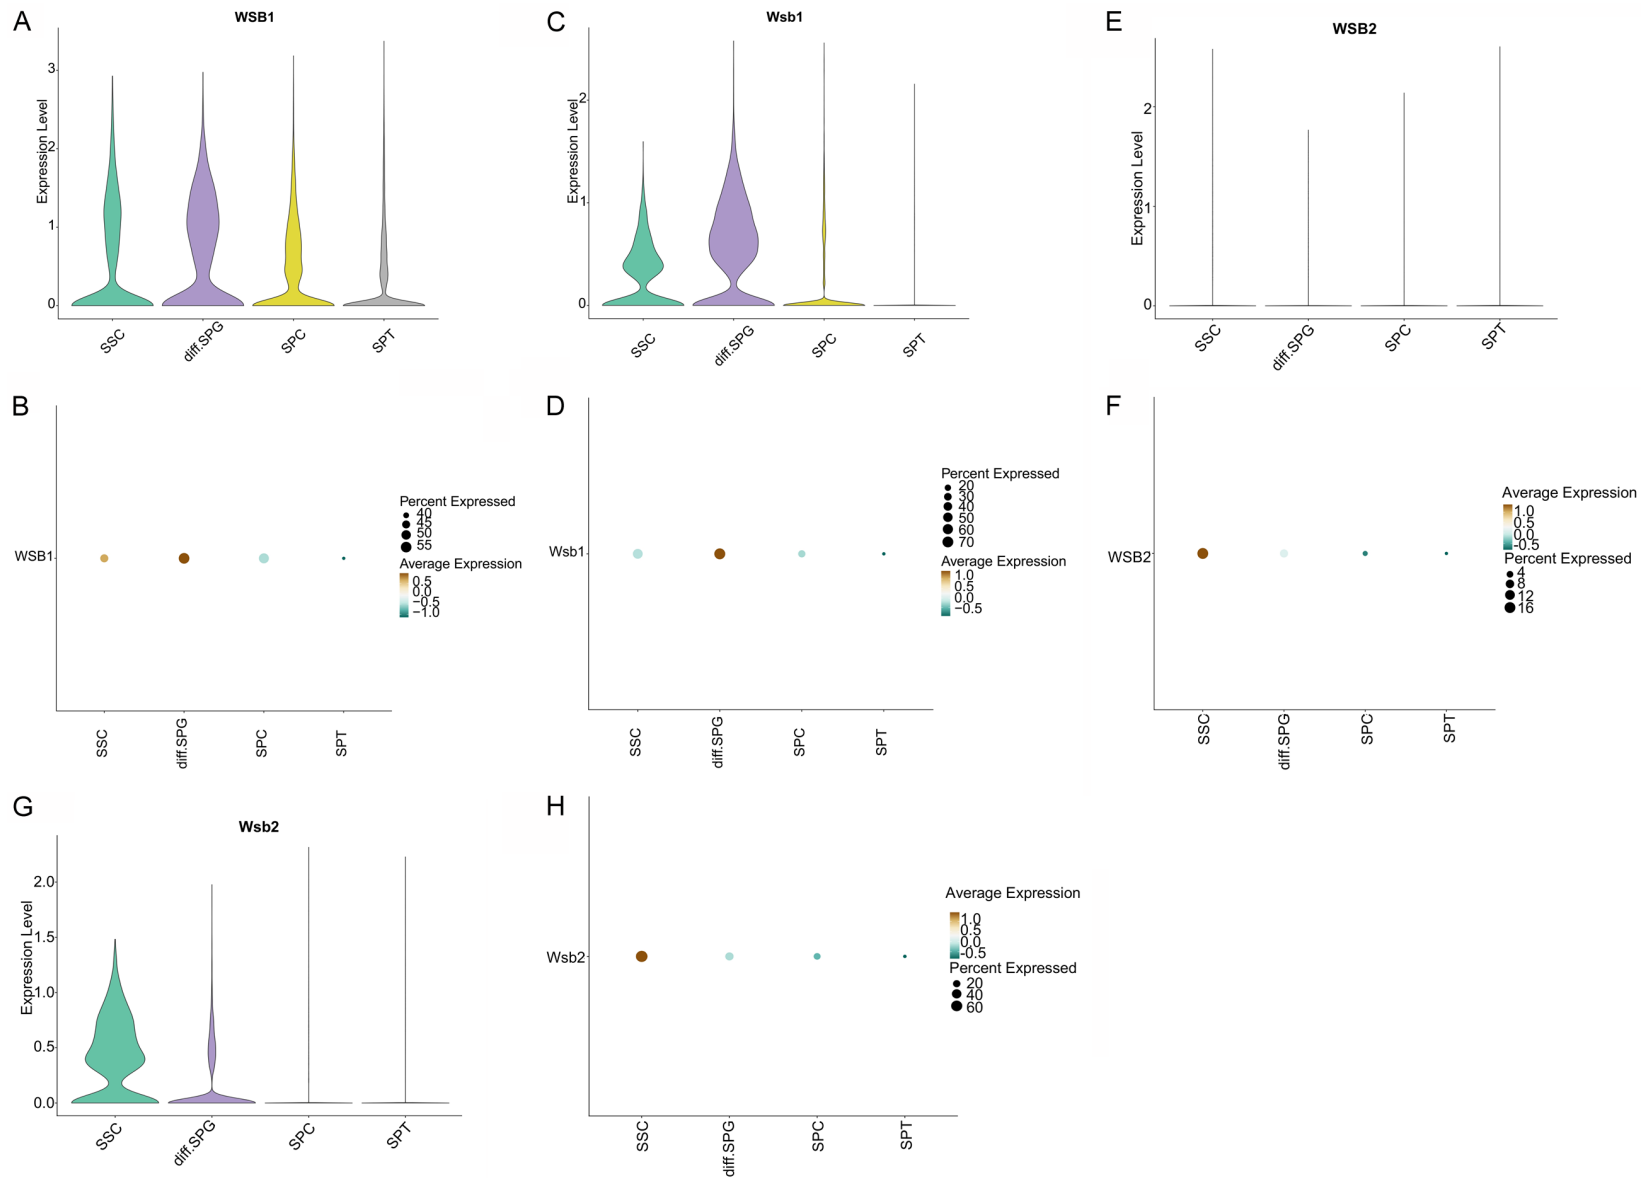 A
WSB1
Expression Level
3
2
1
0
SSC
diff.SPG
SPC
SPT
C
Wsb1
Expression Level
2
1
0
SSC
diff.SPG
SPC
SPT
E
WSB2
Expression Level
2
1
0
SSC
diff.SPG
SPC
SPT
B
WSB1
SSC
diff.SPG
SPC
SPT
Percent Expressed
40
45
50
55
Average Expression
0.5
0.0
−0.5
−1.0
D
Wsb1
SSC
diff.SPG
SPC
SPT
Percent Expressed
20
30
40
50
60
70
Average Expression
1.0
0.5
0.0
−0.5
F
WSB2
SSC
diff.SPG
SPC
SPT
Average Expression
1.0
0.5
0.0
-0.5
Percent Expressed
4
8
12
16
G
Wsb2
Expression Level
2.0
1.5
1.0
0.5
0.0
SSC
diff.SPG
SPC
SPT
H
Wsb2
SSC
diff.SPG
SPC
SPT
Average Expression
1.0
0.5
0.0
-0.5
Percent Expressed
20
40
60